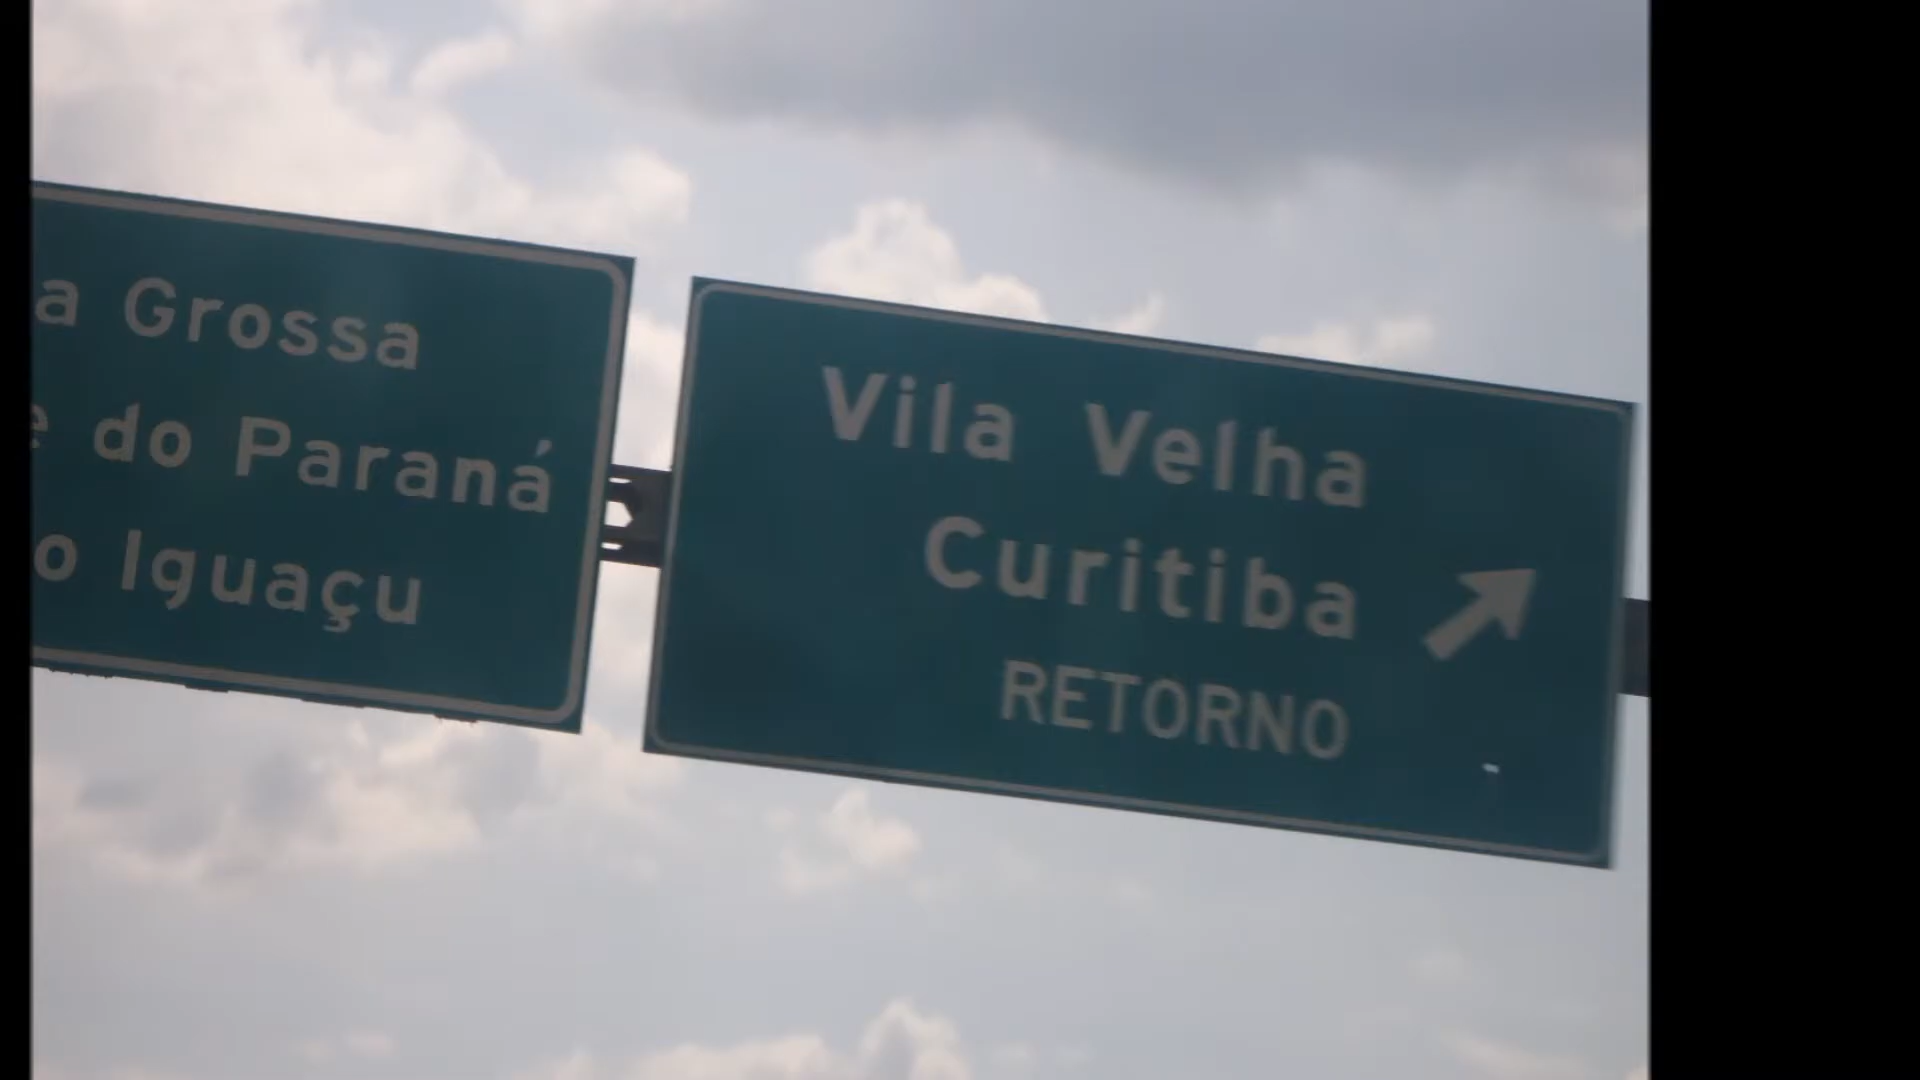 a Grossa
e do Paraná
o Iguaçu
Vila Velha
Curitiba
RETORNO